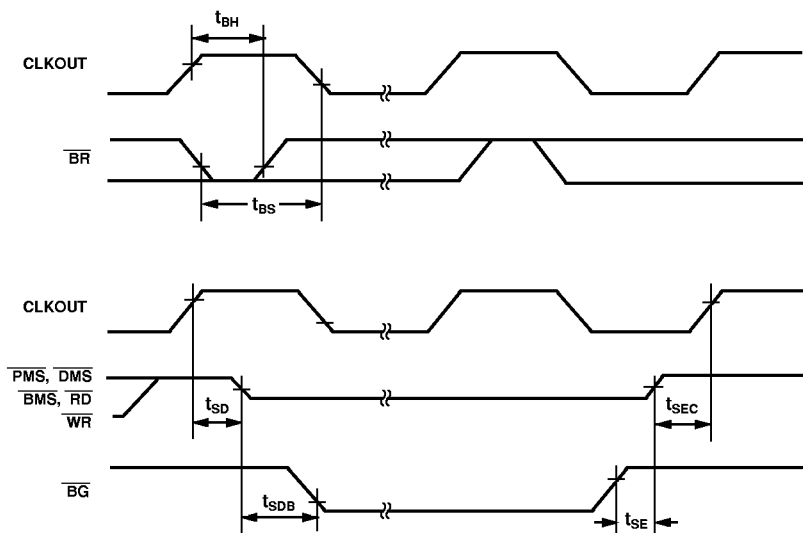 tBH
CLKOUT
BR
tBS
CLKOUT
PMS, DMS
BMS, RD
WR
tSD
tSEC
BG
tSDB
tSE